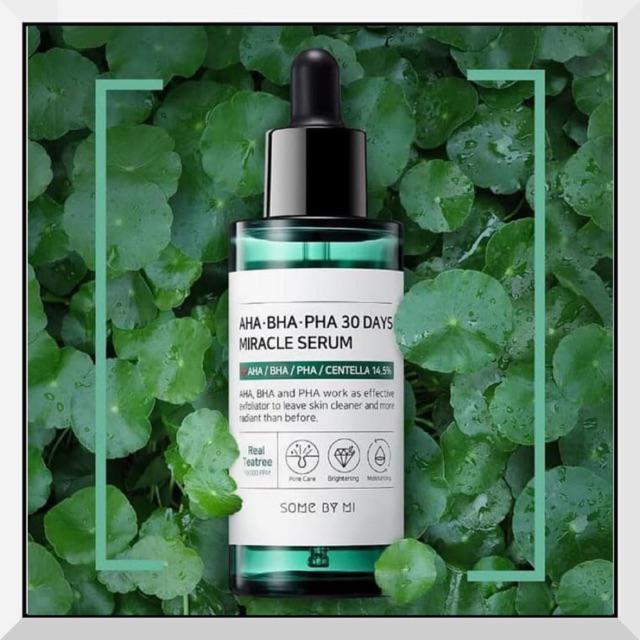 AHA·BHA·PHA 30 DAYS
MIRACLE SERUM
+ AHA / BHA / PHA / CENTELLA 14.5%
AHA, BHA and PHA work as effective
exfoliator to leave skin cleaner and more
radiant than before.
Real
Teatree
Pore Care
Brightening
Moisturizing
SOME BY MI